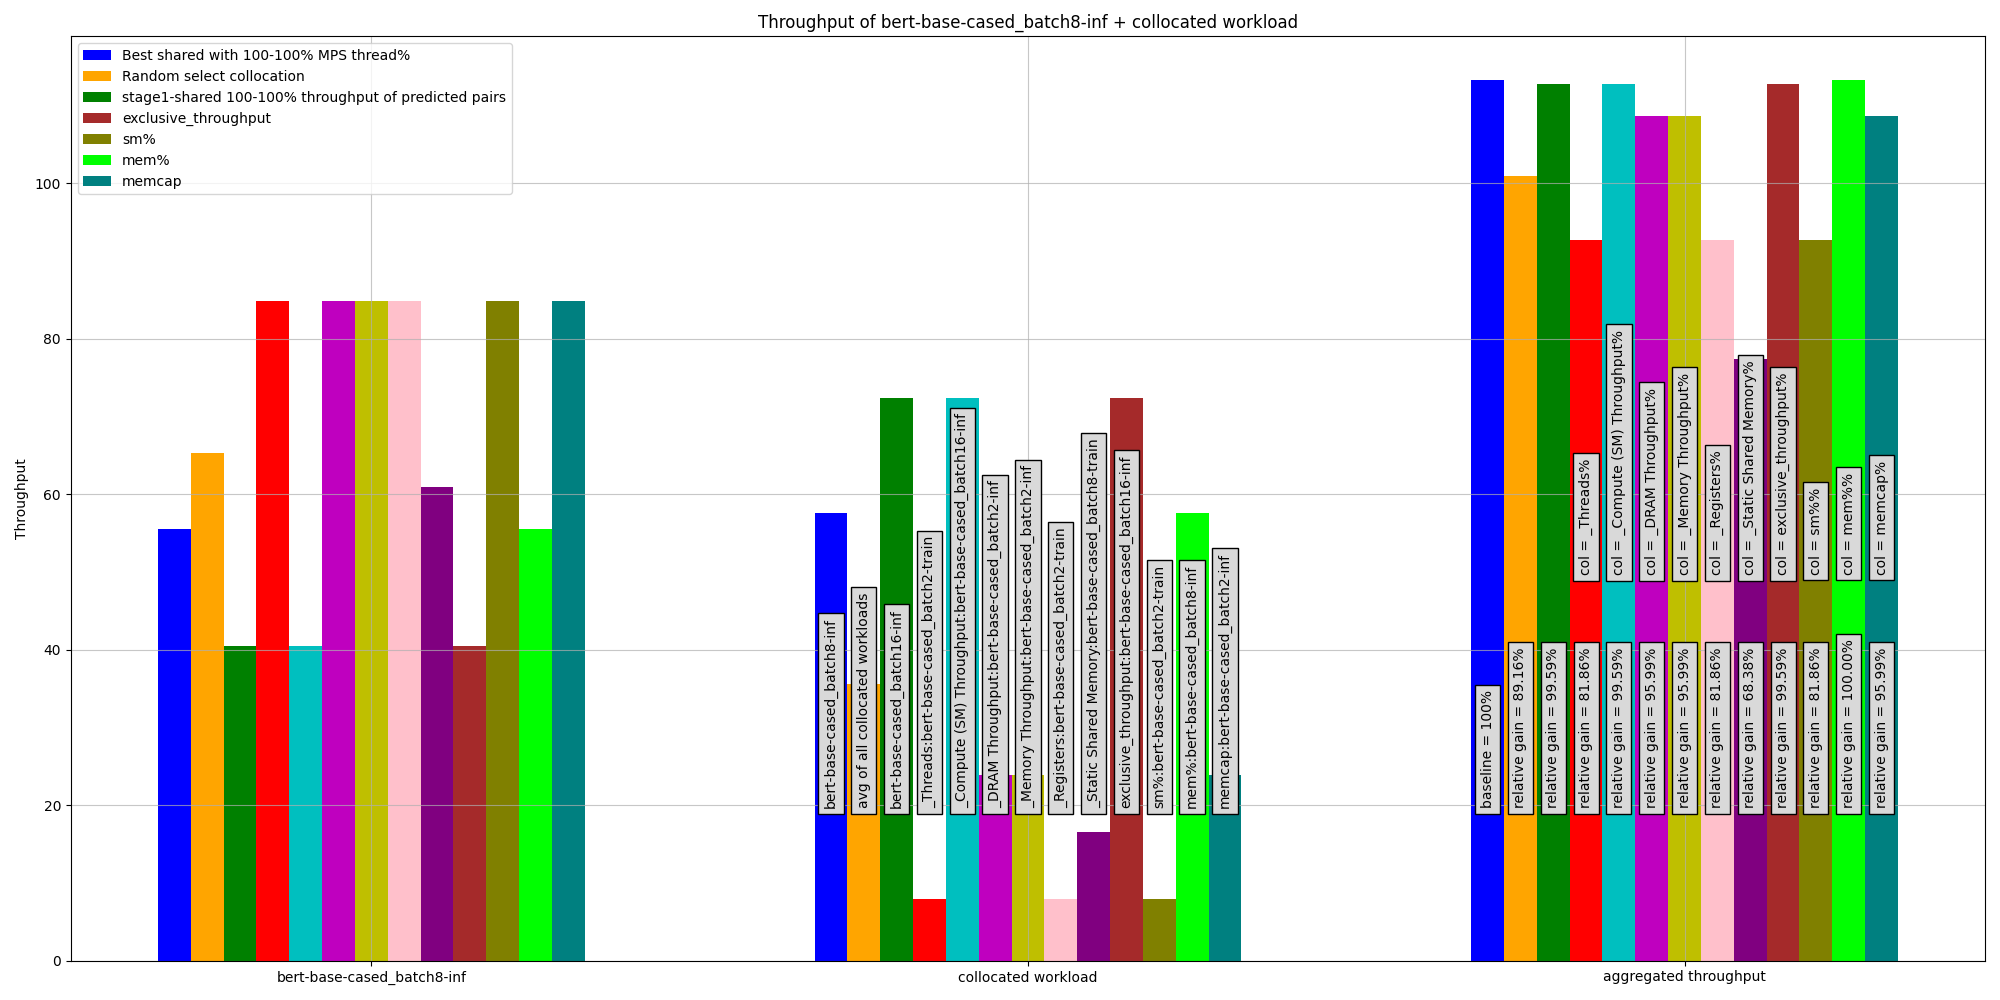 Throughput of bert-base-cased_batch8-inf + collocated workload
Best shared with 100-100% MPS thread%
Random select collocation
stage1-shared 100-100% throughput of predicted pairs
exclusive_throughput
sm%
mem%
memcap
Throughput
100
80
60
40
20
0
bert-base-cased_batch8-inf
avg of all collocated workloads
bert-base-cased_batch16-inf
_Threads:bert-base-cased_batch2-train
_Compute (SM) Throughput:bert-base-cased_batch16-inf
_DRAM Throughput:bert-base-cased_batch2-inf
_Memory Throughput:bert-base-cased_batch2-inf
_Registers:bert-base-cased_batch2-train
_Static Shared Memory:bert-base-cased_batch8-train
exclusive_throughput:bert-base-cased_batch16-inf
sm%:bert-base-cased_batch2-train
mem%:bert-base-cased_batch8-inf
memcap:bert-base-cased_batch2-inf
col = _Threads%
col = _Compute (SM) Throughput%
col = _DRAM Throughput%
col = _Memory Throughput%
col = _Registers%
col = _Static Shared Memory%
col = exclusive_throughput%
col = sm%%
col = mem%%
col = memcap%
baseline = 100%
relative gain = 89.16%
relative gain = 99.59%
relative gain = 81.86%
relative gain = 99.59%
relative gain = 95.99%
relative gain = 95.99%
relative gain = 81.86%
relative gain = 68.38%
relative gain = 99.59%
relative gain = 81.86%
relative gain = 100.00%
relative gain = 95.99%
bert-base-cased_batch8-inf
collocated workload
aggregated throughput